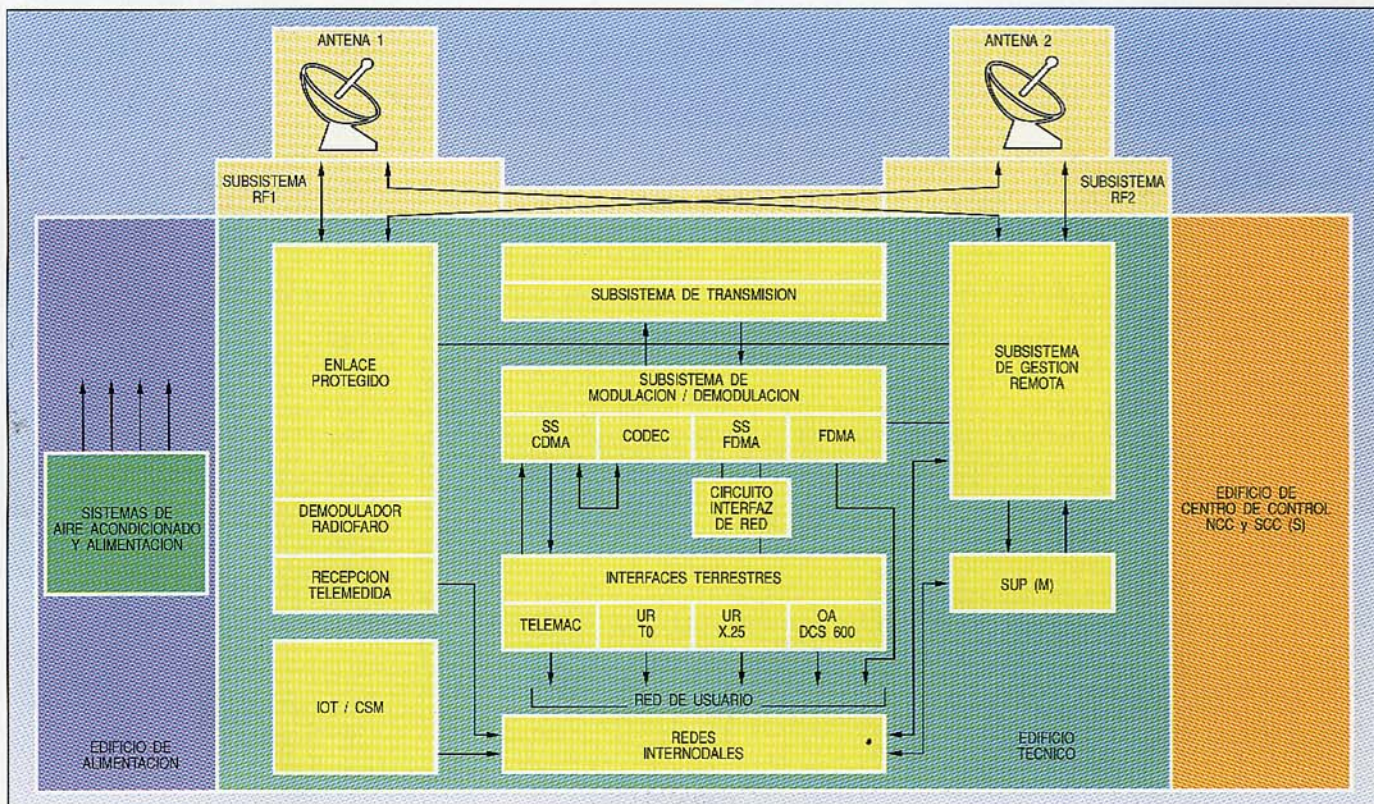 ANTENA 1
ANTENA 2
SUBSISTEMA
RF1
SUBSISTEMA
RF2
SUBSISTEMA DE TRANSMISION
ENLACE
PROTEGIDO
SUBSISTEMA
DE GESTION
REMOTA
SUBSISTEMA DE
MODULACION / DEMODULACION
SS
CDMA
CODEC
SS
FDMA
FDMA
CIRCUITO
INTERFAZ
DE RED
SISTEMAS DE
AIRE ACONDICIONADO
Y ALIMENTACION
DEMODULADOR
RADIOFARO
EDIFICIO DE
CENTRO DE CONTROL
NCC y SCC (S)
RECEPCION
TELEMEDIDA
INTERFACES TERRESTRES
SUP (M)
TELEMAC
UR
T0
UR
X.25
OA
DCS 600
RED DE USUARIO
IOT / CSM
REDES
INTERNODALES
EDIFICIO
TECNICO
EDIFICIO DE
ALIMENTACION